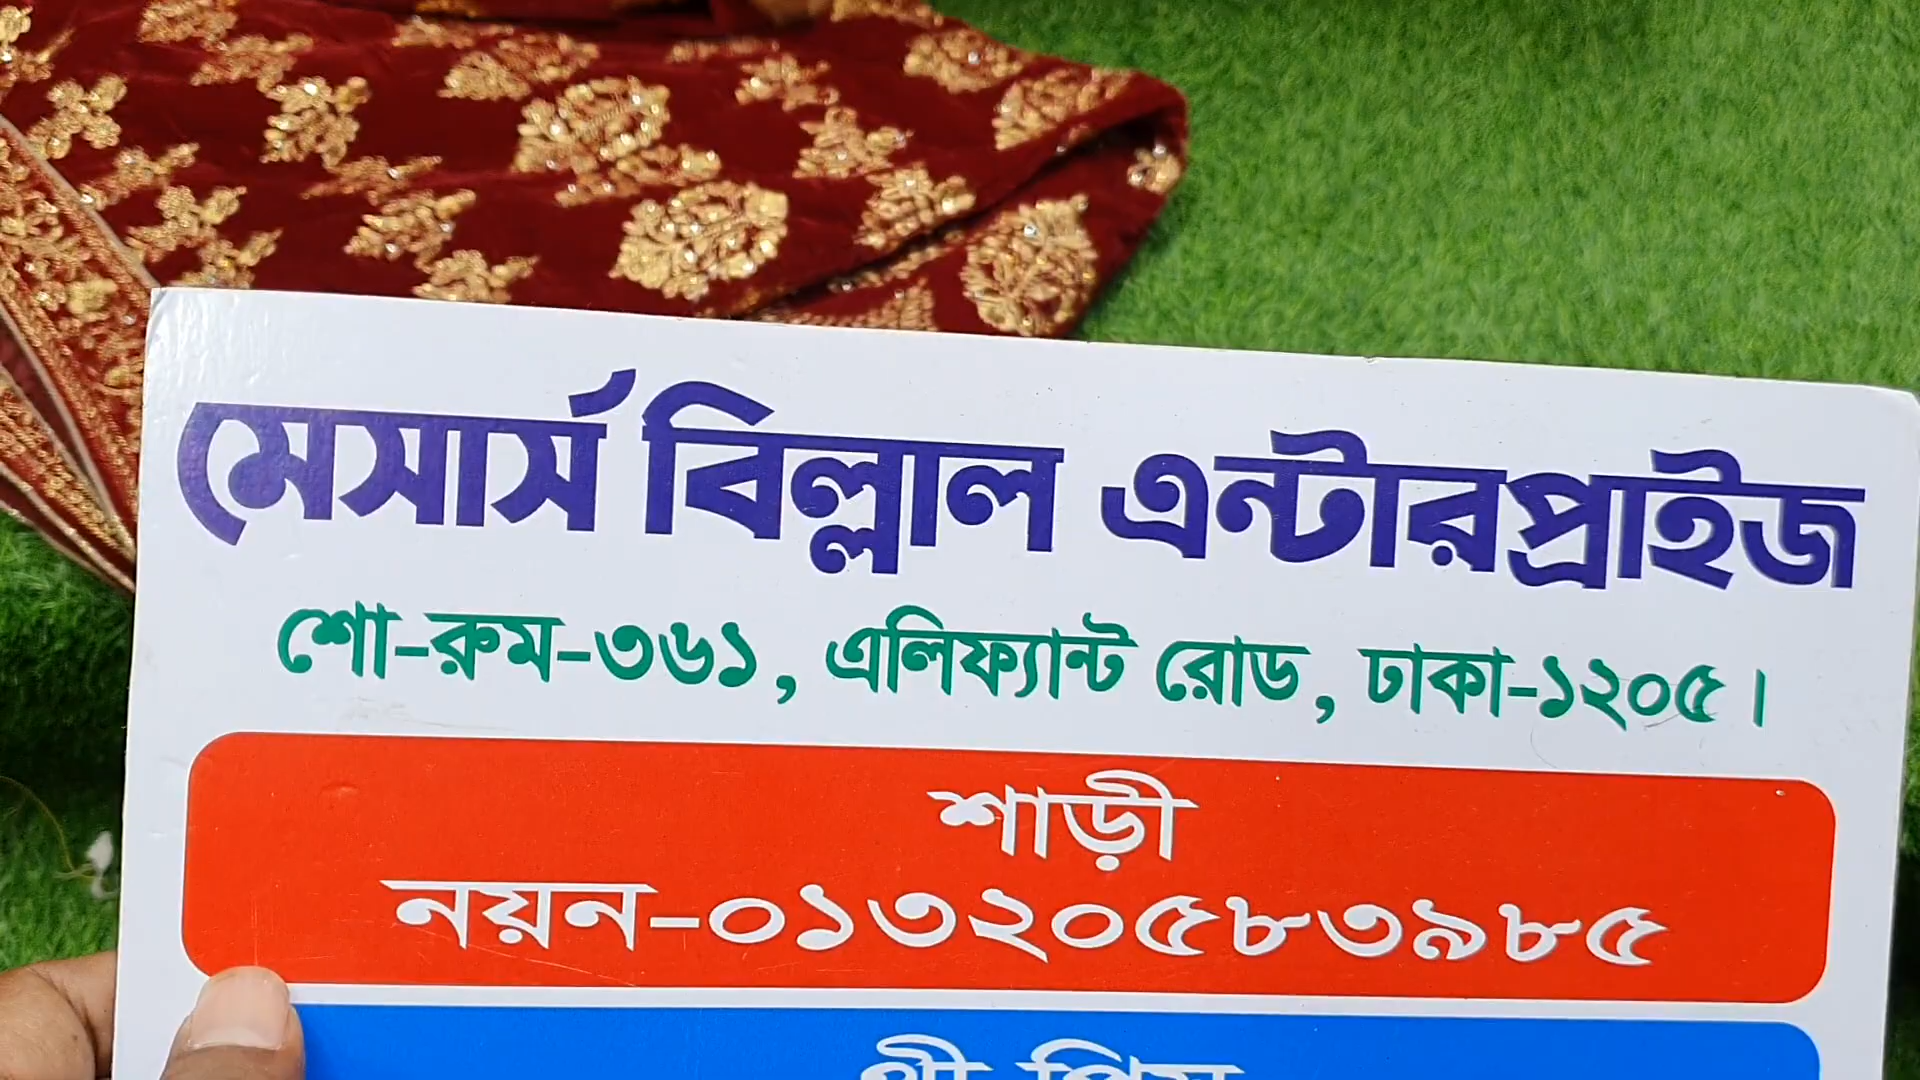 মেসার্স বিল্লাল এন্টারপ্রাইজ
শো-রুম-৩৬১, এলিফ্যান্ট রোড, ঢাকা-১২০৫।
শাড়ী
নয়ন-০১৩২০৫৮৩৯৮৫
থ্রী পিস